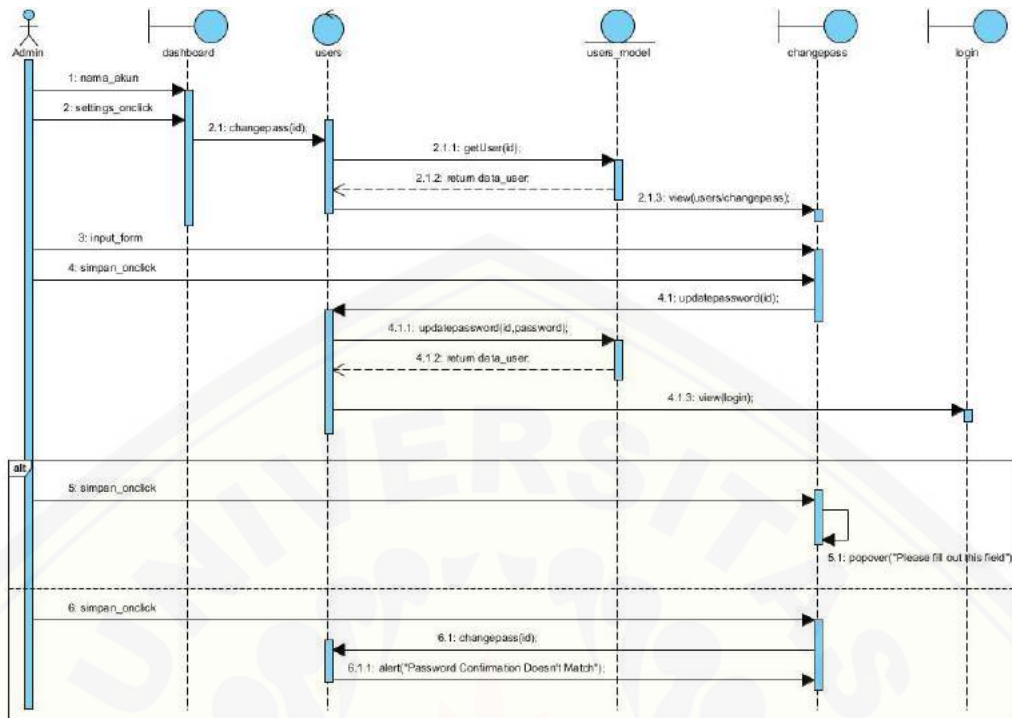 Admin
dashboard
users
users_model
changepass
login
1: nama_akun
2: settings_onclick
2.1: changepass(id);
2.1.1: getUser(id);
2.1.2: return data_user;
2.1.3: view(users/changepass);
3: input_form
4: simpan_onclick
4.1: updatepassword(id);
4.1.1: updatepassword(id,password);
4.1.2: return data_user;
4.1.3: view(login);
alt
5: simpan_onclick
5.1: popover("Please fill out this field")
6: simpan_onclick
6.1: changepass(id);
6.1.1: alert("Password Confirmation Doesn't Match");
UNIVERSITAS